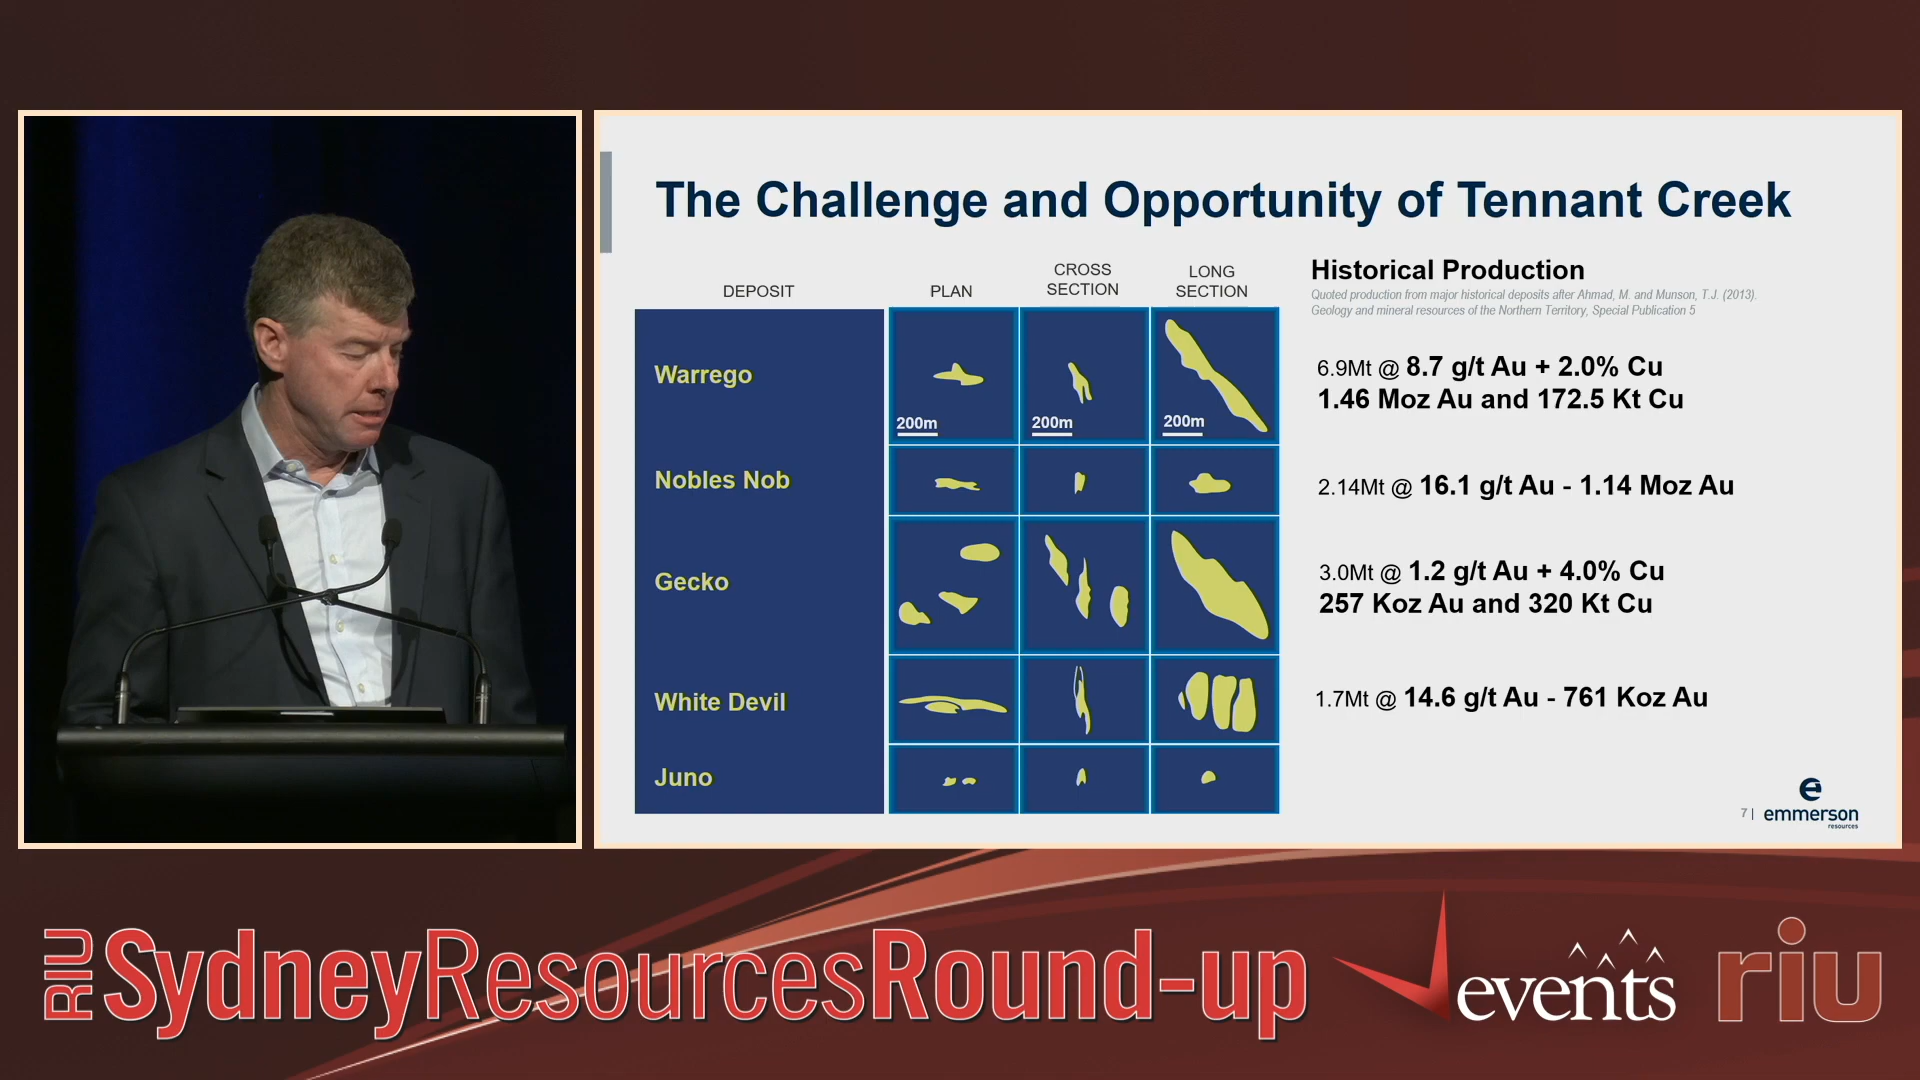 The Challenge and Opportunity of Tennant Creek
DEPOSIT
PLAN
CROSS
SECTION
LONG
SECTION
Historical Production
Quoted production from major historical deposits after Ahmad, M. and Munson, T.J. (2013).
Geology and mineral resources of the Northern Territory, Special Publication 5
Warrego
200m
200m
200m
6.9Mt @ 8.7 g/t Au + 2.0% Cu
1.46 Moz Au and 172.5 Kt Cu
Nobles Nob
2.14Mt @ 16.1 g/t Au - 1.14 Moz Au
Gecko
3.0Mt @ 1.2 g/t Au + 4.0% Cu
257 Koz Au and 320 Kt Cu
White Devil
1.7Mt @ 14.6 g/t Au - 761 Koz Au
Juno
7 |
emmerson
resources
RIU SydneyResourcesRound-up
events
riu